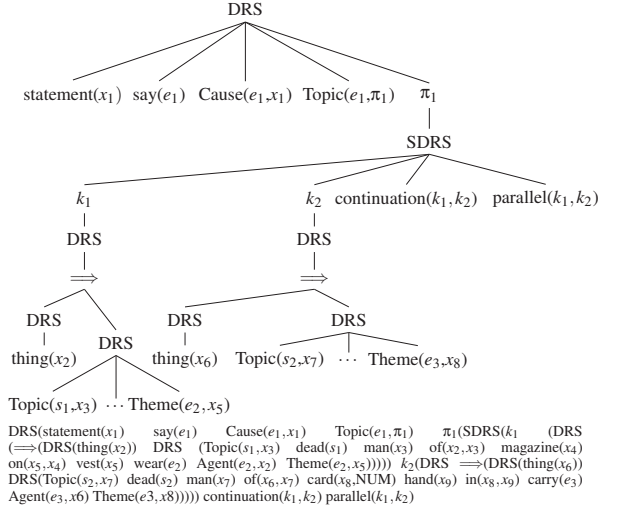 DRS
statement(x₁) say(e₁) Cause(e₁,x₁) Topic(e₁,π₁) π₁
SDRS
k₁ k₂ continuation(k₁,k₂) parallel(k₁,k₂)
DRS DRS
⟹ ⟹
DRS DRS DRS DRS
thing(x₂) thing(x₆) Topic(s₂,x₇) ⋯ Theme(e₃,x₈)
Topic(s₁,x₃) ⋯ Theme(e₂,x₅)
DRS(statement(x₁) say(e₁) Cause(e₁,x₁) Topic(e₁,π₁) π₁(SDRS(k₁ (DRS
(⟹(DRS(thing(x₂)) DRS (Topic(s₁,x₃) dead(s₁) man(x₃) of(x₂,x₃) magazine(x₄)
on(x₅,x₄) vest(x₅) wear(e₂) Agent(e₂,x₂) Theme(e₂,x₅))))) k₂(DRS ⟹(DRS(thing(x₆))
DRS(Topic(s₂,x₇) dead(s₂) man(x₇) of(x₆,x₇) card(x₈,NUM) hand(x₉) in(x₈,x₉) carry(e₃)
Agent(e₃,x6) Theme(e3,x8))))) continuation(k₁,k₂) parallel(k₁,k₂)